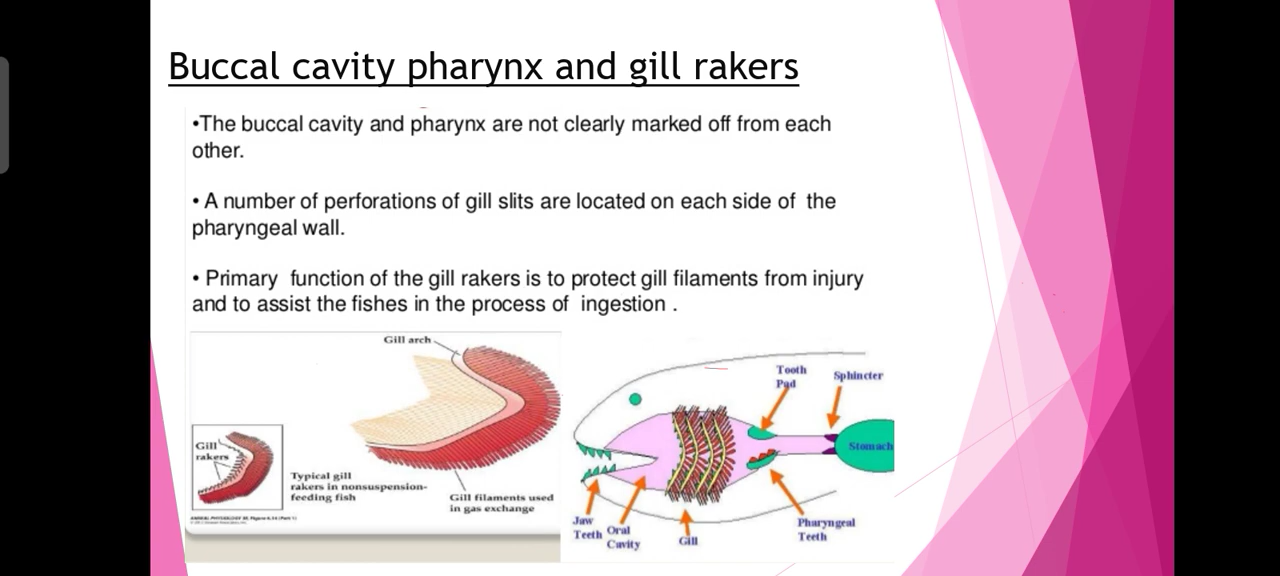 Buccal cavity pharynx and gill rakers
•The buccal cavity and pharynx are not clearly marked off from each
other.
• A number of perforations of gill slits are located on each side of the
pharyngeal wall.
• Primary function of the gill rakers is to protect gill filaments from injury
and to assist the fishes in the process of ingestion .
Gill arch
Gill
rakers
Typical gill
rakers in nonsuspension-
feeding fish
Gill filaments used
in gas exchange
Tooth
Pad
Sphincter
Stomach
Jaw
Teeth
Oral
Cavity
Gill
Pharyngeal
Teeth